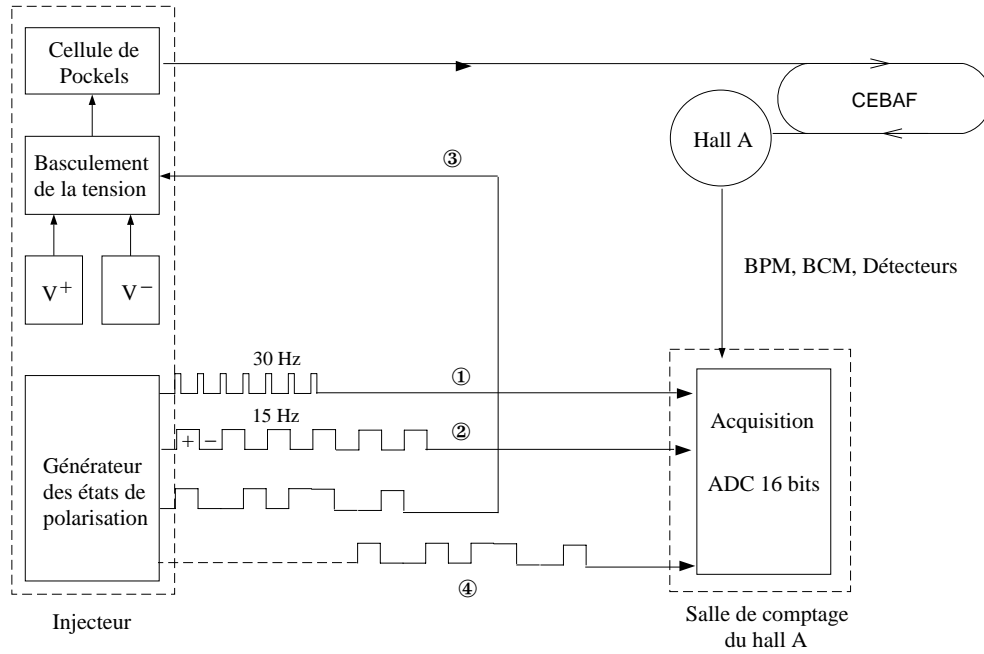 Cellule de
Pockels
CEBAF
Hall A
③
Basculement
de la tension
BPM, BCM, Détecteurs
V+
V−
30 Hz
①
15 Hz
②
+ −
Acquisition
ADC 16 bits
Générateur
des états de
polarisation
④
Injecteur
Salle de comptage
du hall A